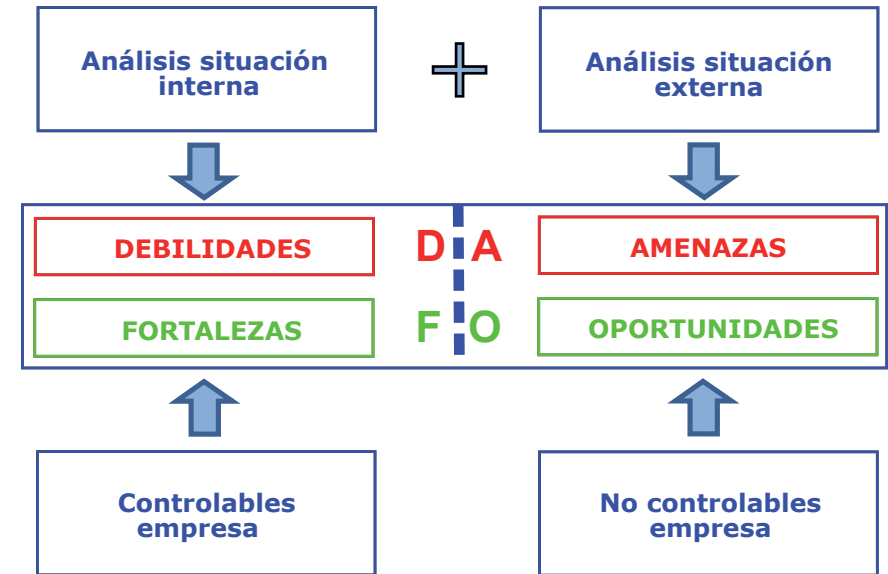 Análisis situación
interna
Análisis situación
externa
DEBILIDADES
D
A
AMENAZAS
FORTALEZAS
F
O
OPORTUNIDADES
Controlables
empresa
No controlables
empresa